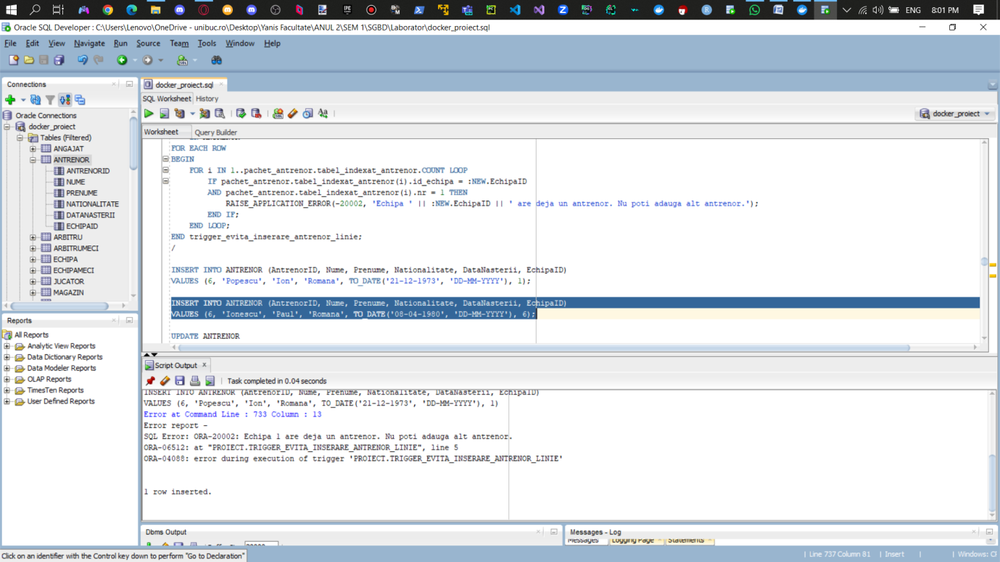 ENG 8:01 PM
Oracle SQL Developer : C:\Users\Lenovo\OneDrive - unibuc.ro\Desktop\Yanis Facultate\ANUL 2\SEM 1\SGBD\Laborator\docker_proiect.sql
File Edit View Navigate Run Source Team Tools Window Help
Connections
Oracle Connections
docker_proiect
Tables (Filtered)
ANGAJAT
ANTRENOR
ANTRENORID
NUME
PRENUME
NATIONALITATE
DATANASTERII
ECHIPAID
ARBITRU
ARBITRUMECI
ECHIPA
ECHIPAMECI
JUCATOR
MAGAZIN
Reports
All Reports
Analytic View Reports
Data Dictionary Reports
Data Modeler Reports
OLAP Reports
TimesTen Reports
User Defined Reports
docker_proiect.sql
SQL Worksheet History
docker_proiect
Worksheet Query Builder
FOR EACH ROW
BEGIN
FOR i IN 1..pachet_antrenor.tabel_indexat_antrenor.COUNT LOOP
IF pachet_antrenor.tabel_indexat_antrenor(i).id_echipa = :NEW.EchipaID
AND pachet_antrenor.tabel_indexat_antrenor(i).nr = 1 THEN
RAISE_APPLICATION_ERROR(-20002, 'Echipa ' || :NEW.EchipaID || ' are deja un antrenor. Nu poti adauga alt antrenor.');
END IF;
END LOOP;
END trigger_evita_inserare_antrenor_linie;
/
INSERT INTO ANTRENOR (AntrenorID, Nume, Prenume, Nationalitate, DataNasterii, EchipaID)
VALUES (6, 'Popescu', 'Ion', 'Romana', TO_DATE('21-12-1973', 'DD-MM-YYYY'), 1);
INSERT INTO ANTRENOR (AntrenorID, Nume, Prenume, Nationalitate, DataNasterii, EchipaID)
VALUES (6, 'Ionescu', 'Paul', 'Romana', TO_DATE('08-04-1980', 'DD-MM-YYYY'), 6);
UPDATE ANTRENOR
Script Output
Task completed in 0.04 seconds
INSERT INTO ANTRENOR (AntrenorID, Nume, Prenume, Nationalitate, DataNasterii, EchipaID)
VALUES (6, 'Popescu', 'Ion', 'Romana', TO_DATE('21-12-1973', 'DD-MM-YYYY'), 1)
Error at Command Line : 733 Column : 13
Error report -
SQL Error: ORA-20002: Echipa 1 are deja un antrenor. Nu poti adauga alt antrenor.
ORA-06512: at "PROIECT.TRIGGER_EVITA_INSERARE_ANTRENOR_LINIE", line 5
ORA-04088: error during execution of trigger 'PROIECT.TRIGGER_EVITA_INSERARE_ANTRENOR_LINIE'
1 row inserted.
Dbms Output
Messages - Log
Messages Logging Page Statements
Click on an identifier with the Control key down to perform "Go to Declaration"
Line 737 Column 81 Insert Windows: CF